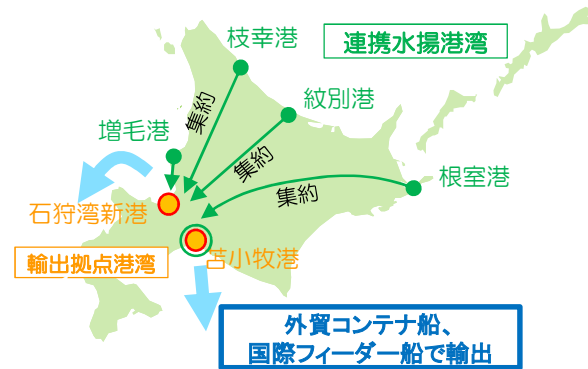 枝幸港
連携水揚港湾
紋別港
集約
増毛港
集約
根室港
集約
石狩湾新港
苫小牧港
輸出拠点港湾
外貿コンテナ船、
国際フィーダー船で輸出